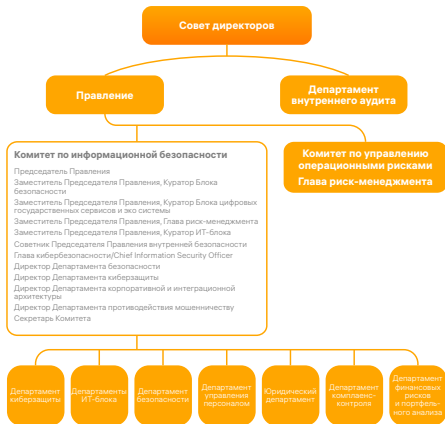 Совет директоров
Правление
Департамент
внутреннего аудита
Комитет по информационной безопасности
Председатель Правления
Заместитель Председателя Правления, Куратор Блока
безопасности
Заместитель Председателя Правления, Куратор Блока цифровых
государственных сервисов и эко системы
Заместитель Председателя Правления, Глава риск-менеджмента
Заместитель Председателя Правления, Куратор ИТ-блока
Советник Председателя Правления внутренней безопасности
Глава кибербезопасности/Chief Information Security Officer
Директор Департамента безопасности
Директор Департамента киберзащиты
Директор Департамента корпоративной и интеграционной
архитектуры
Директор Департамента противодействия мошенничеству
Секретарь Комитета
Комитет по управлению
операционными рисками
Глава риск-менеджмента
Департамент
киберзащиты
Департаменты
ИТ-блока
Департамент
безопасности
Департамент
управления
персоналом
Юридический
департамент
Департамент
комплаенс-
контроля
Департамент
финансовых
рисков
и портфель-
ного анализа